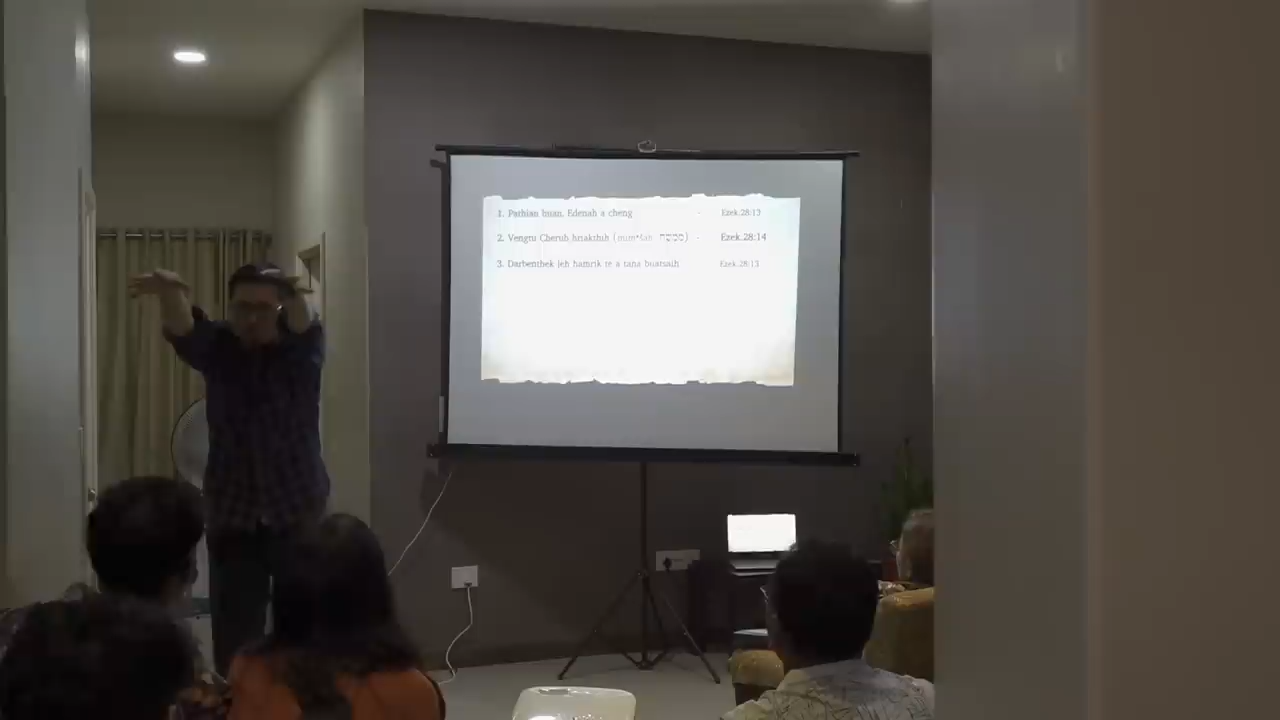 1. Pathian huan, Edenah a cheng - Ezek.28:13
2. Vengtu Cherub hriakthih - Ezek.28:14
3. Darbenthek leh hamrik te a tana buatsaih Ezek.28:13